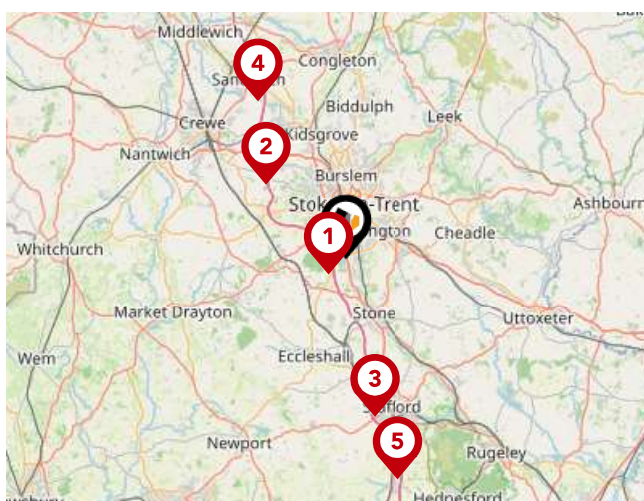 Middlewich
4
Congleton
Biddulph
Leek
Crewe
Kidsgrove
2
Nantwich
Burslem
Ashbourn
1
Cheadle
Whitchurch
Market Drayton
Stone
Uttoxeter
Eccleshall
Wem
3
Newport
5
Rugeley
Hednesford